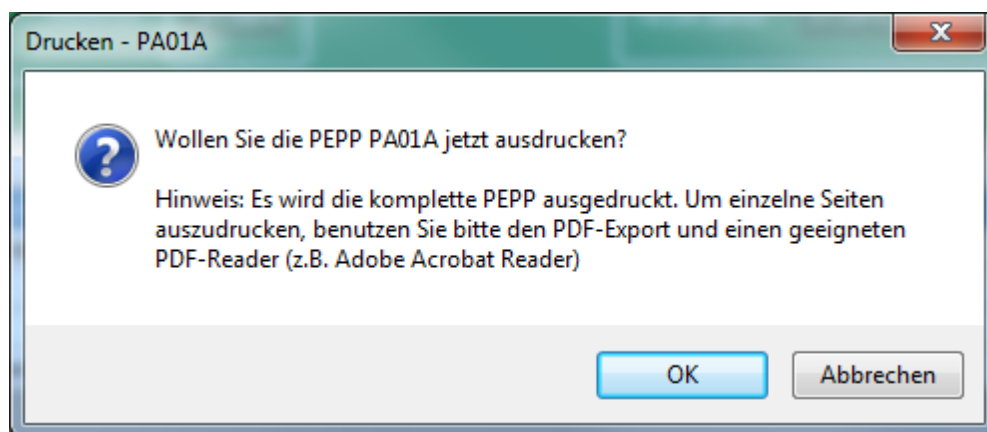 Drucken - PA01A
Wollen Sie die PEPP PA01A jetzt ausdrucken?
Hinweis: Es wird die komplette PEPP ausgedruckt. Um einzelne Seiten
auszudrucken, benutzen Sie bitte den PDF-Export und einen geeigneten
PDF-Reader (z.B. Adobe Acrobat Reader)
OK
Abbrechen